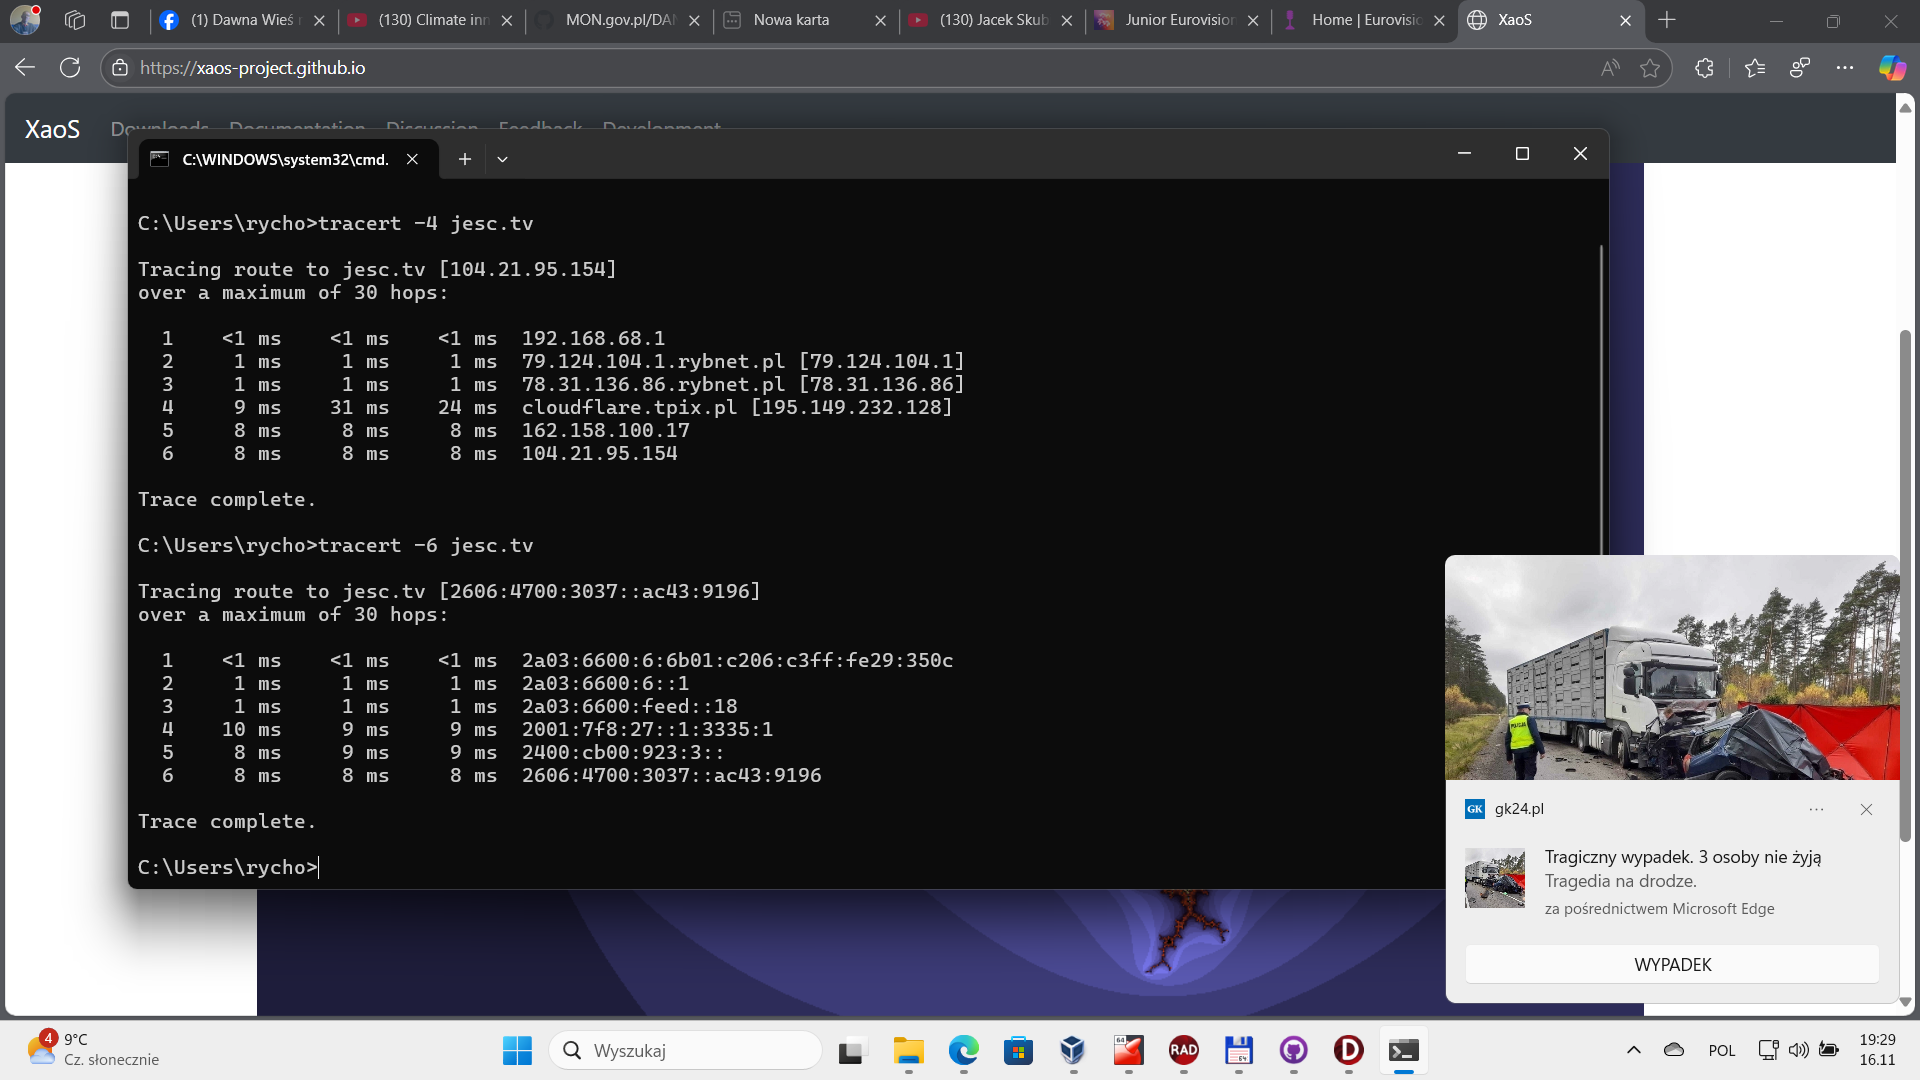 (1) Dawna Wieś
(130) Climate inn
MON.gov.pl/DAN
Nowa karta
(130) Jacek Skub
Junior Eurovision
Home | Eurovisio
XaoS
https://xaos-project.github.io
XaoS Downloads Documentation Discussion Feedback Development
C:\WINDOWS\system32\cmd.
C:\Users\rycho>tracert -4 jesc.tv
Tracing route to jesc.tv [104.21.95.154]
over a maximum of 30 hops:
1 <1 ms <1 ms <1 ms 192.168.68.1
2 1 ms 1 ms 1 ms 79.124.104.1.rybnet.pl [79.124.104.1]
3 1 ms 1 ms 1 ms 78.31.136.86.rybnet.pl [78.31.136.86]
4 9 ms 31 ms 24 ms cloudflare.tpix.pl [195.149.232.128]
5 8 ms 8 ms 8 ms 162.158.100.17
6 8 ms 8 ms 8 ms 104.21.95.154
Trace complete.
C:\Users\rycho>tracert -6 jesc.tv
Tracing route to jesc.tv [2606:4700:3037::ac43:9196]
over a maximum of 30 hops:
1 <1 ms <1 ms <1 ms 2a03:6600:6:6b01:c206:c3ff:fe29:350c
2 1 ms 1 ms 1 ms 2a03:6600:6::1
3 1 ms 1 ms 1 ms 2a03:6600:feed::18
4 10 ms 9 ms 9 ms 2001:7f8:27::1:3335:1
5 8 ms 9 ms 9 ms 2400:cb00:923:3::
6 8 ms 8 ms 8 ms 2606:4700:3037::ac43:9196
Trace complete.
C:\Users\rycho>
POLICJA
GK gk24.pl
Tragiczny wypadek. 3 osoby nie żyją
Tragedia na drodze.
za pośrednictwem Microsoft Edge
WYPADEK
4
9°C
Cz. słonecznie
Wyszukaj
64
RAD
64
D
POL
19:29
16.11